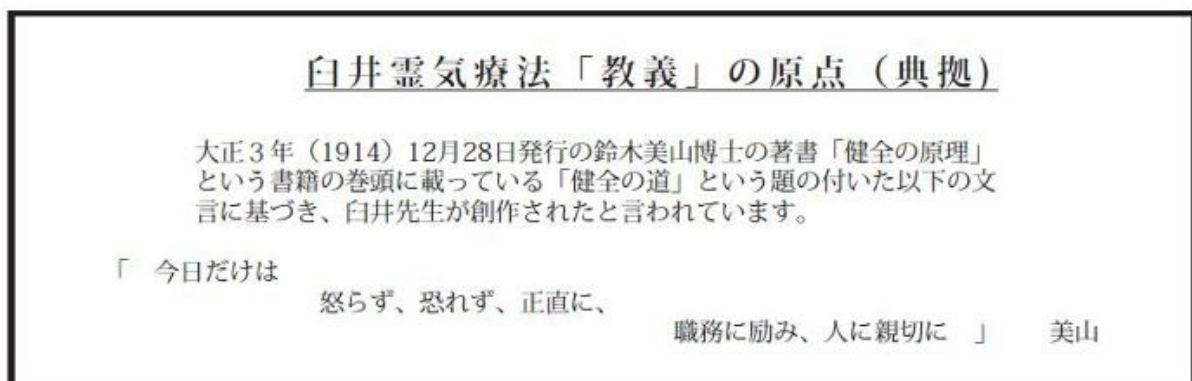 臼井霊気療法「教義」の原点（典拠）
大正３年（1914）12月28日発行の鈴木美山博士の著書「健全の原理」
という書籍の巻頭に載っている「健全の道」という題の付いた以下の文
言に基づき、臼井先生が創作されたと言われています。
「　今日だけは
怒らず、恐れず、正直に、
職務に励み、人に親切に　」　　美山